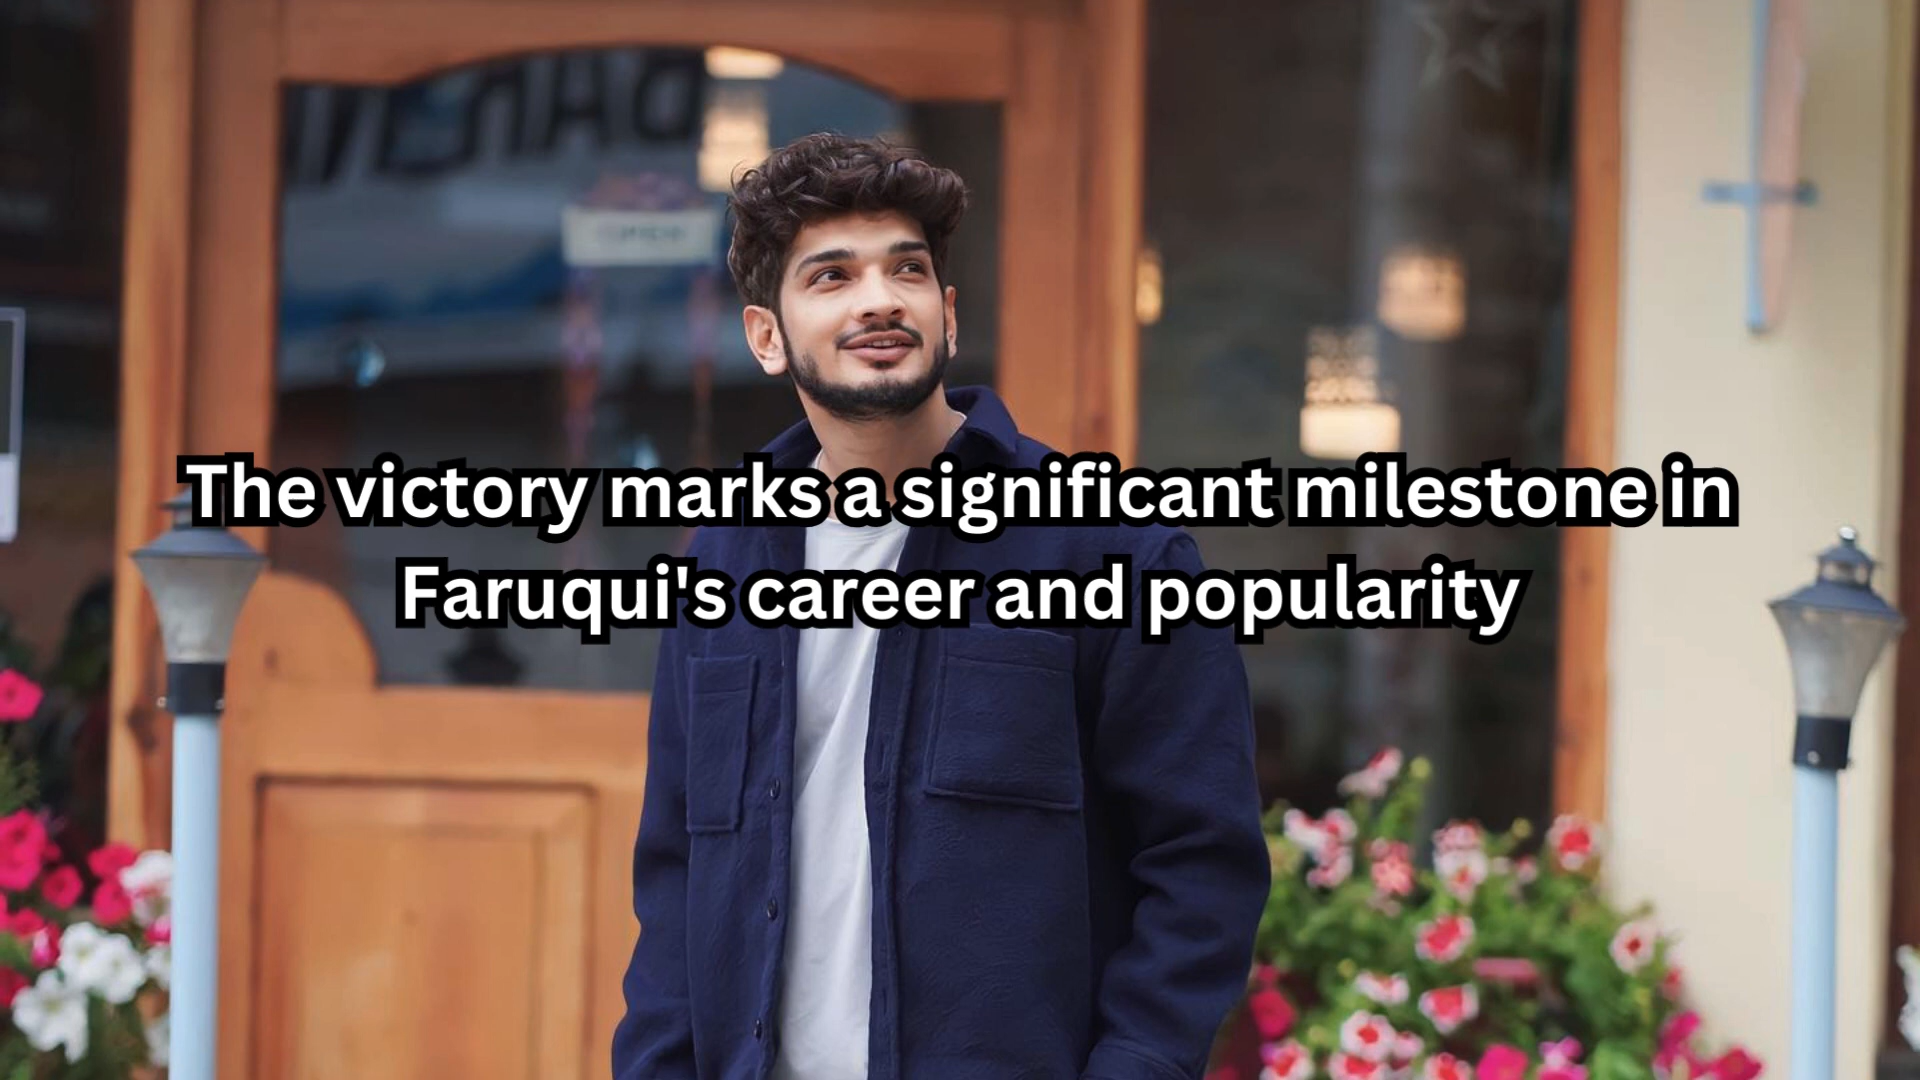 The victory marks a significant milestone in
Faruqui's career and popularity